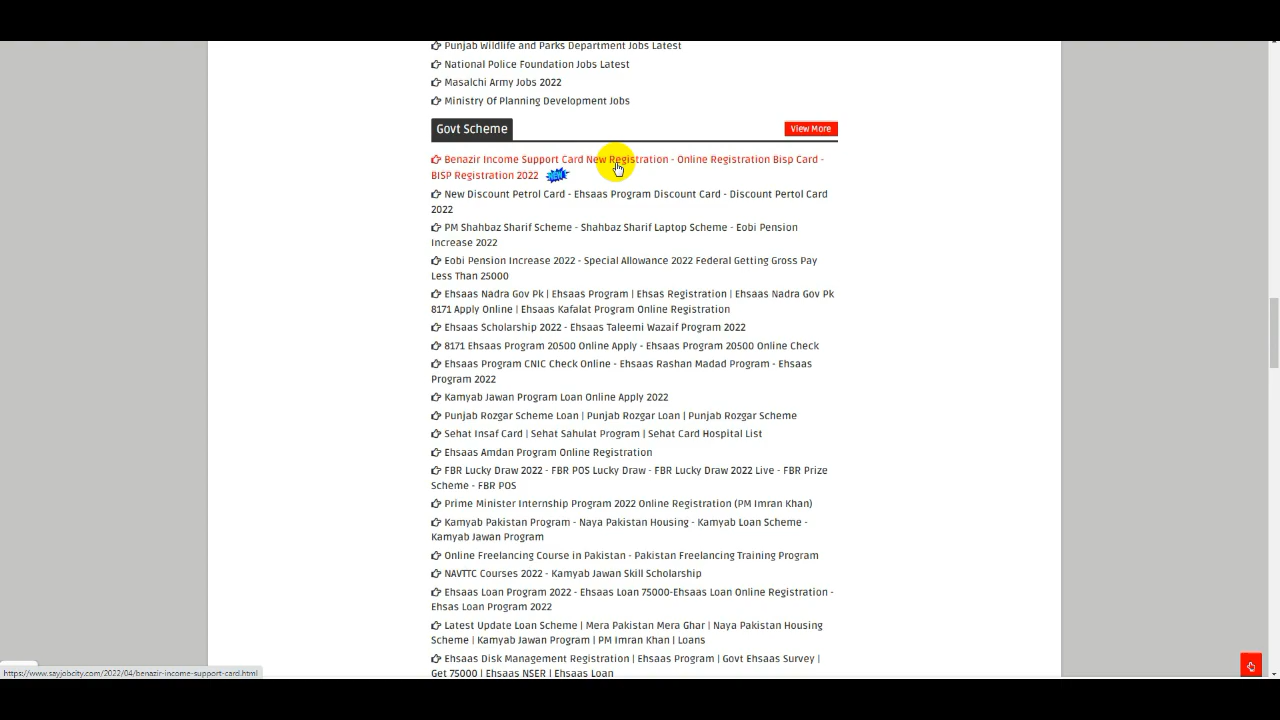 Punjab Wildlife and Parks Department Jobs Latest
National Police Foundation Jobs Latest
Masalchi Army Jobs 2022
Ministry Of Planning Development Jobs
Govt Scheme
View More
Benazir Income Support Card New Registration - Online Registration Bisp Card -
BISP Registration 2022
New Discount Petrol Card - Ehsaas Program Discount Card - Discount Pertol Card
2022
PM Shahbaz Sharif Scheme - Shahbaz Sharif Laptop Scheme - Eobi Pension
Increase 2022
Eobi Pension Increase 2022 - Special Allowance 2022 Federal Getting Gross Pay
Less Than 25000
Ehsaas Nadra Gov Pk | Ehsaas Program | Ehsas Registration | Ehsaas Nadra Gov Pk
8171 Apply Online | Ehsaas Kafalat Program Online Registration
Ehsaas Scholarship 2022 - Ehsaas Taleemi Wazaif Program 2022
8171 Ehsaas Program 20500 Online Apply - Ehsaas Program 20500 Online Check
Ehsaas Program CNIC Check Online - Ehsaas Rashan Madad Program - Ehsaas
Program 2022
Kamyab Jawan Program Loan Online Apply 2022
Punjab Rozgar Scheme Loan | Punjab Rozgar Loan | Punjab Rozgar Scheme
Sehat Insaf Card | Sehat Sahulat Program | Sehat Card Hospital List
Ehsaas Amdan Program Online Registration
FBR Lucky Draw 2022 - FBR POS Lucky Draw - FBR Lucky Draw 2022 Live - FBR Prize
Scheme - FBR POS
Prime Minister Internship Program 2022 Online Registration (PM Imran Khan)
Kamyab Pakistan Program - Naya Pakistan Housing - Kamyab Loan Scheme -
Kamyab Jawan Program
Online Freelancing Course in Pakistan - Pakistan Freelancing Training Program
NAVTTC Courses 2022 - Kamyab Jawan Skill Scholarship
Ehsaas Loan Program 2022 - Ehsaas Loan 75000-Ehsaas Loan Online Registration -
Ehsas Loan Program 2022
Latest Update Loan Scheme | Mera Pakistan Mera Ghar | Naya Pakistan Housing
Scheme | Kamyab Jawan Program | PM Imran Khan | Loans
Ehsaas Disk Management Registration | Ehsaas Program | Govt Ehsaas Survey |
Get 75000 | Ehsaas NSER | Ehsaas Loan
https://www.sayjobcity.com/2022/04/benazir-income-support-card.html